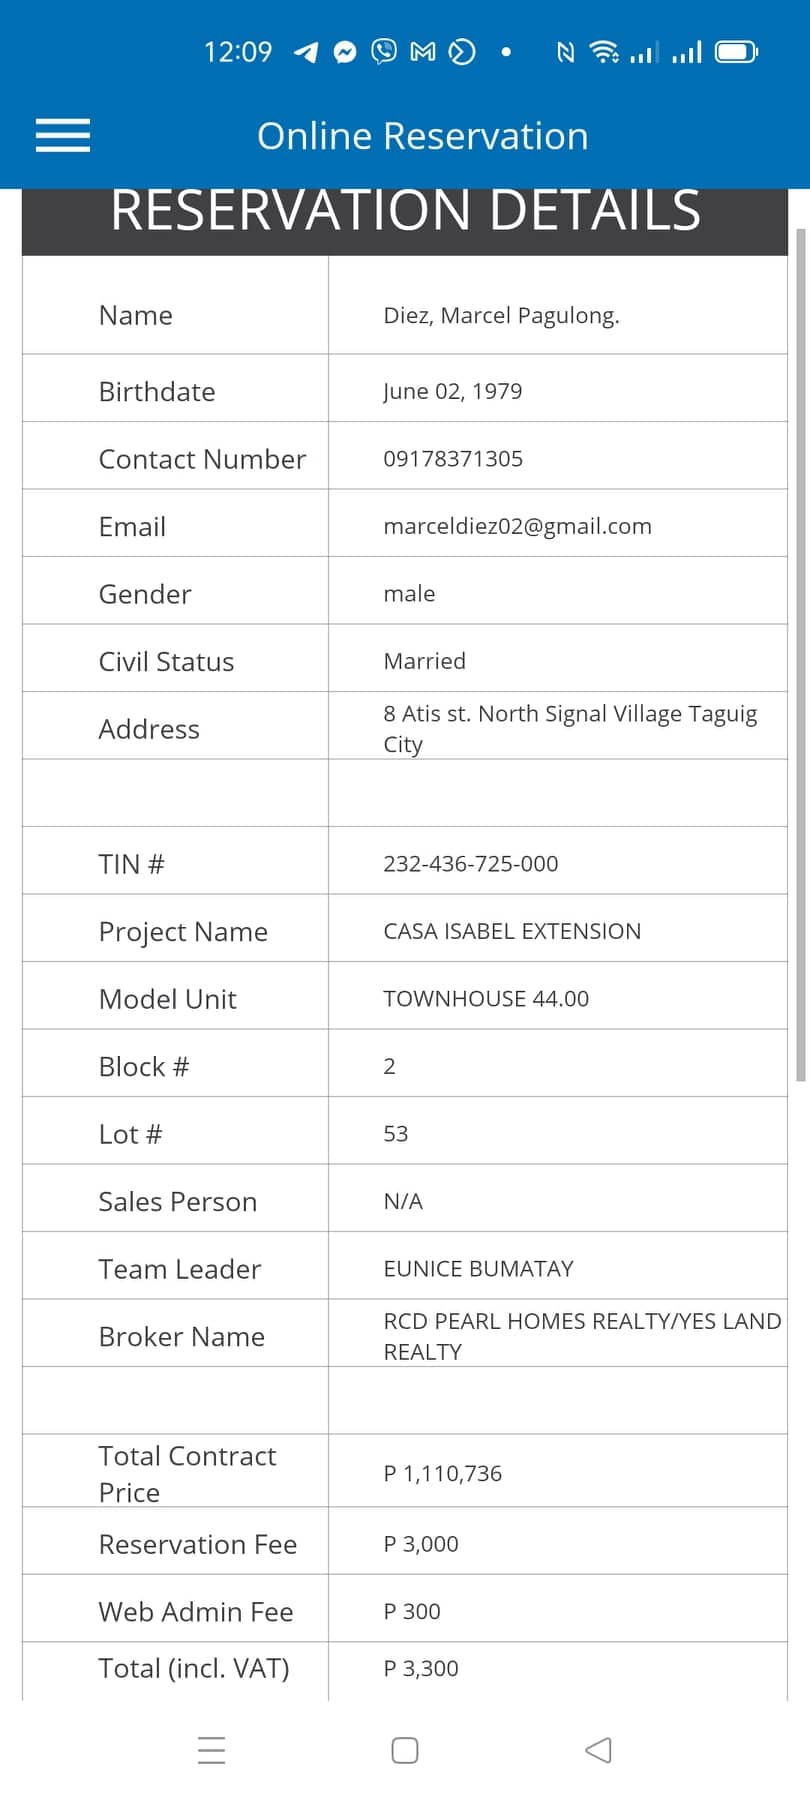 12:09
Online Reservation
RESERVATION DETAILS
Name Diez, Marcel Pagulong.
Birthdate June 02, 1979
Contact Number 09178371305
Email marceldiez02@gmail.com
Gender male
Civil Status Married
Address 8 Atis st. North Signal Village Taguig
City
TIN # 232-436-725-000
Project Name CASA ISABEL EXTENSION
Model Unit TOWNHOUSE 44.00
Block # 2
Lot # 53
Sales Person N/A
Team Leader EUNICE BUMATAY
Broker Name RCD PEARL HOMES REALTY/YES LAND
REALTY
Total Contract
Price P 1,110,736
Reservation Fee P 3,000
Web Admin Fee P 300
Total (incl. VAT) P 3,300